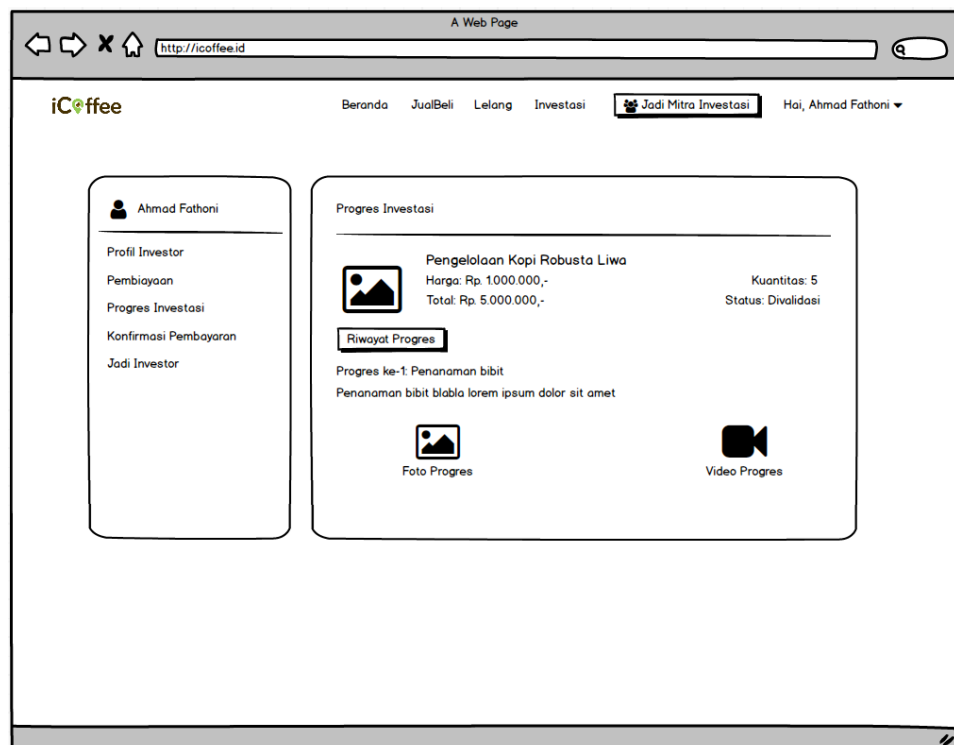 A Web Page
http://icoffee.id
iCoffee
Beranda JualBeli Lelang Investasi Jadi Mitra Investasi Hai, Ahmad Fathoni
Ahmad Fathoni
Profil Investor
Pembiayaan
Progres Investasi
Konfirmasi Pembayaran
Jadi Investor
Progres Investasi
Pengelolaan Kopi Robusta Liwa
Harga: Rp. 1.000.000,- Kuantitas: 5
Total: Rp. 5.000.000,- Status: Divalidasi
Riwayat Progres
Progres ke-1: Penanaman bibit
Penanaman bibit blabla lorem ipsum dolor sit amet
Foto Progres Video Progres